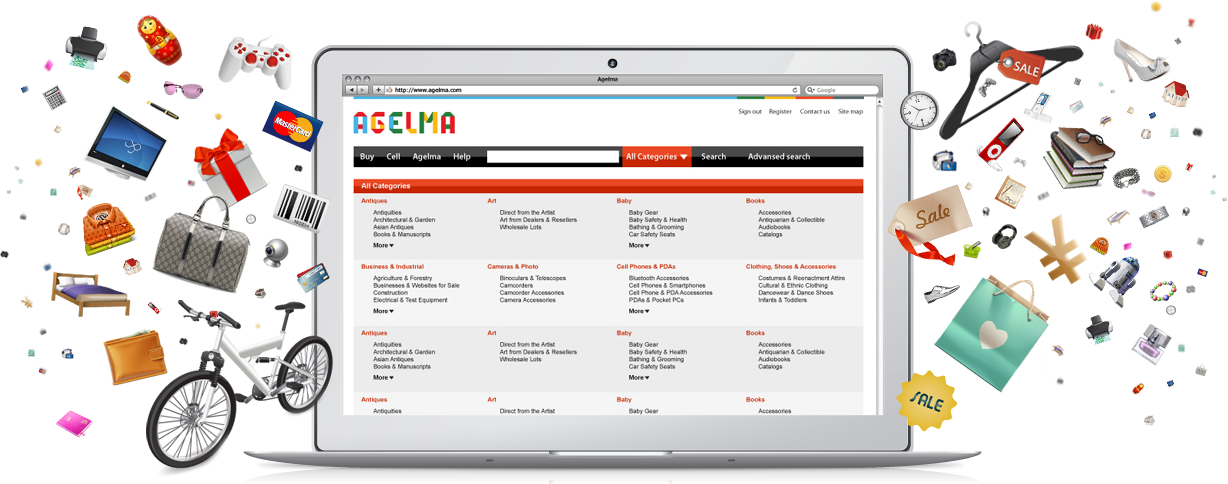 Agelma
http://www.agelma.com
Google
Sign out Register Contact us Site map
AGELMA
Buy Cell Agelma Help All Categories Search Advansed search
All Categories
Antiques Art Baby Books
Antiquities Direct from the Artist Baby Gear Accessories
Architectural & Garden Art from Dealers & Resellers Baby Safety & Health Antiquarian & Collectible
Asian Antiques Wholesale Lots Bathing & Grooming Audiobooks
Books & Manuscripts Car Safety Seats Catalogs
More More
Business & Industrial Cameras & Photo Cell Phones & PDAs Clothing, Shoes & Accessories
Agriculture & Forestry Binoculars & Telescopes Bluetooth Accessories Costumes & Reenactment Attire
Businesses & Websites for Sale Camcorders Cell Phones & Smartphones Cultural & Ethnic Clothing
Construction Camcorder Accessories Cell Phone & PDA Accessories Dancewear & Dance Shoes
Electrical & Test Equipment Camera Accessories PDAs & Pocket PCs Infants & Toddlers
More More
Antiques Art Baby Books
Antiquities Direct from the Artist Baby Gear Accessories
Architectural & Garden Art from Dealers & Resellers Baby Safety & Health Antiquarian & Collectible
Asian Antiques Wholesale Lots Bathing & Grooming Audiobooks
Books & Manuscripts Car Safety Seats Catalogs
More More
Antiques Art Baby Books
Antiquities Direct from the Artist Baby Gear Accessories
MasterCard
SALE
Sale
SALE